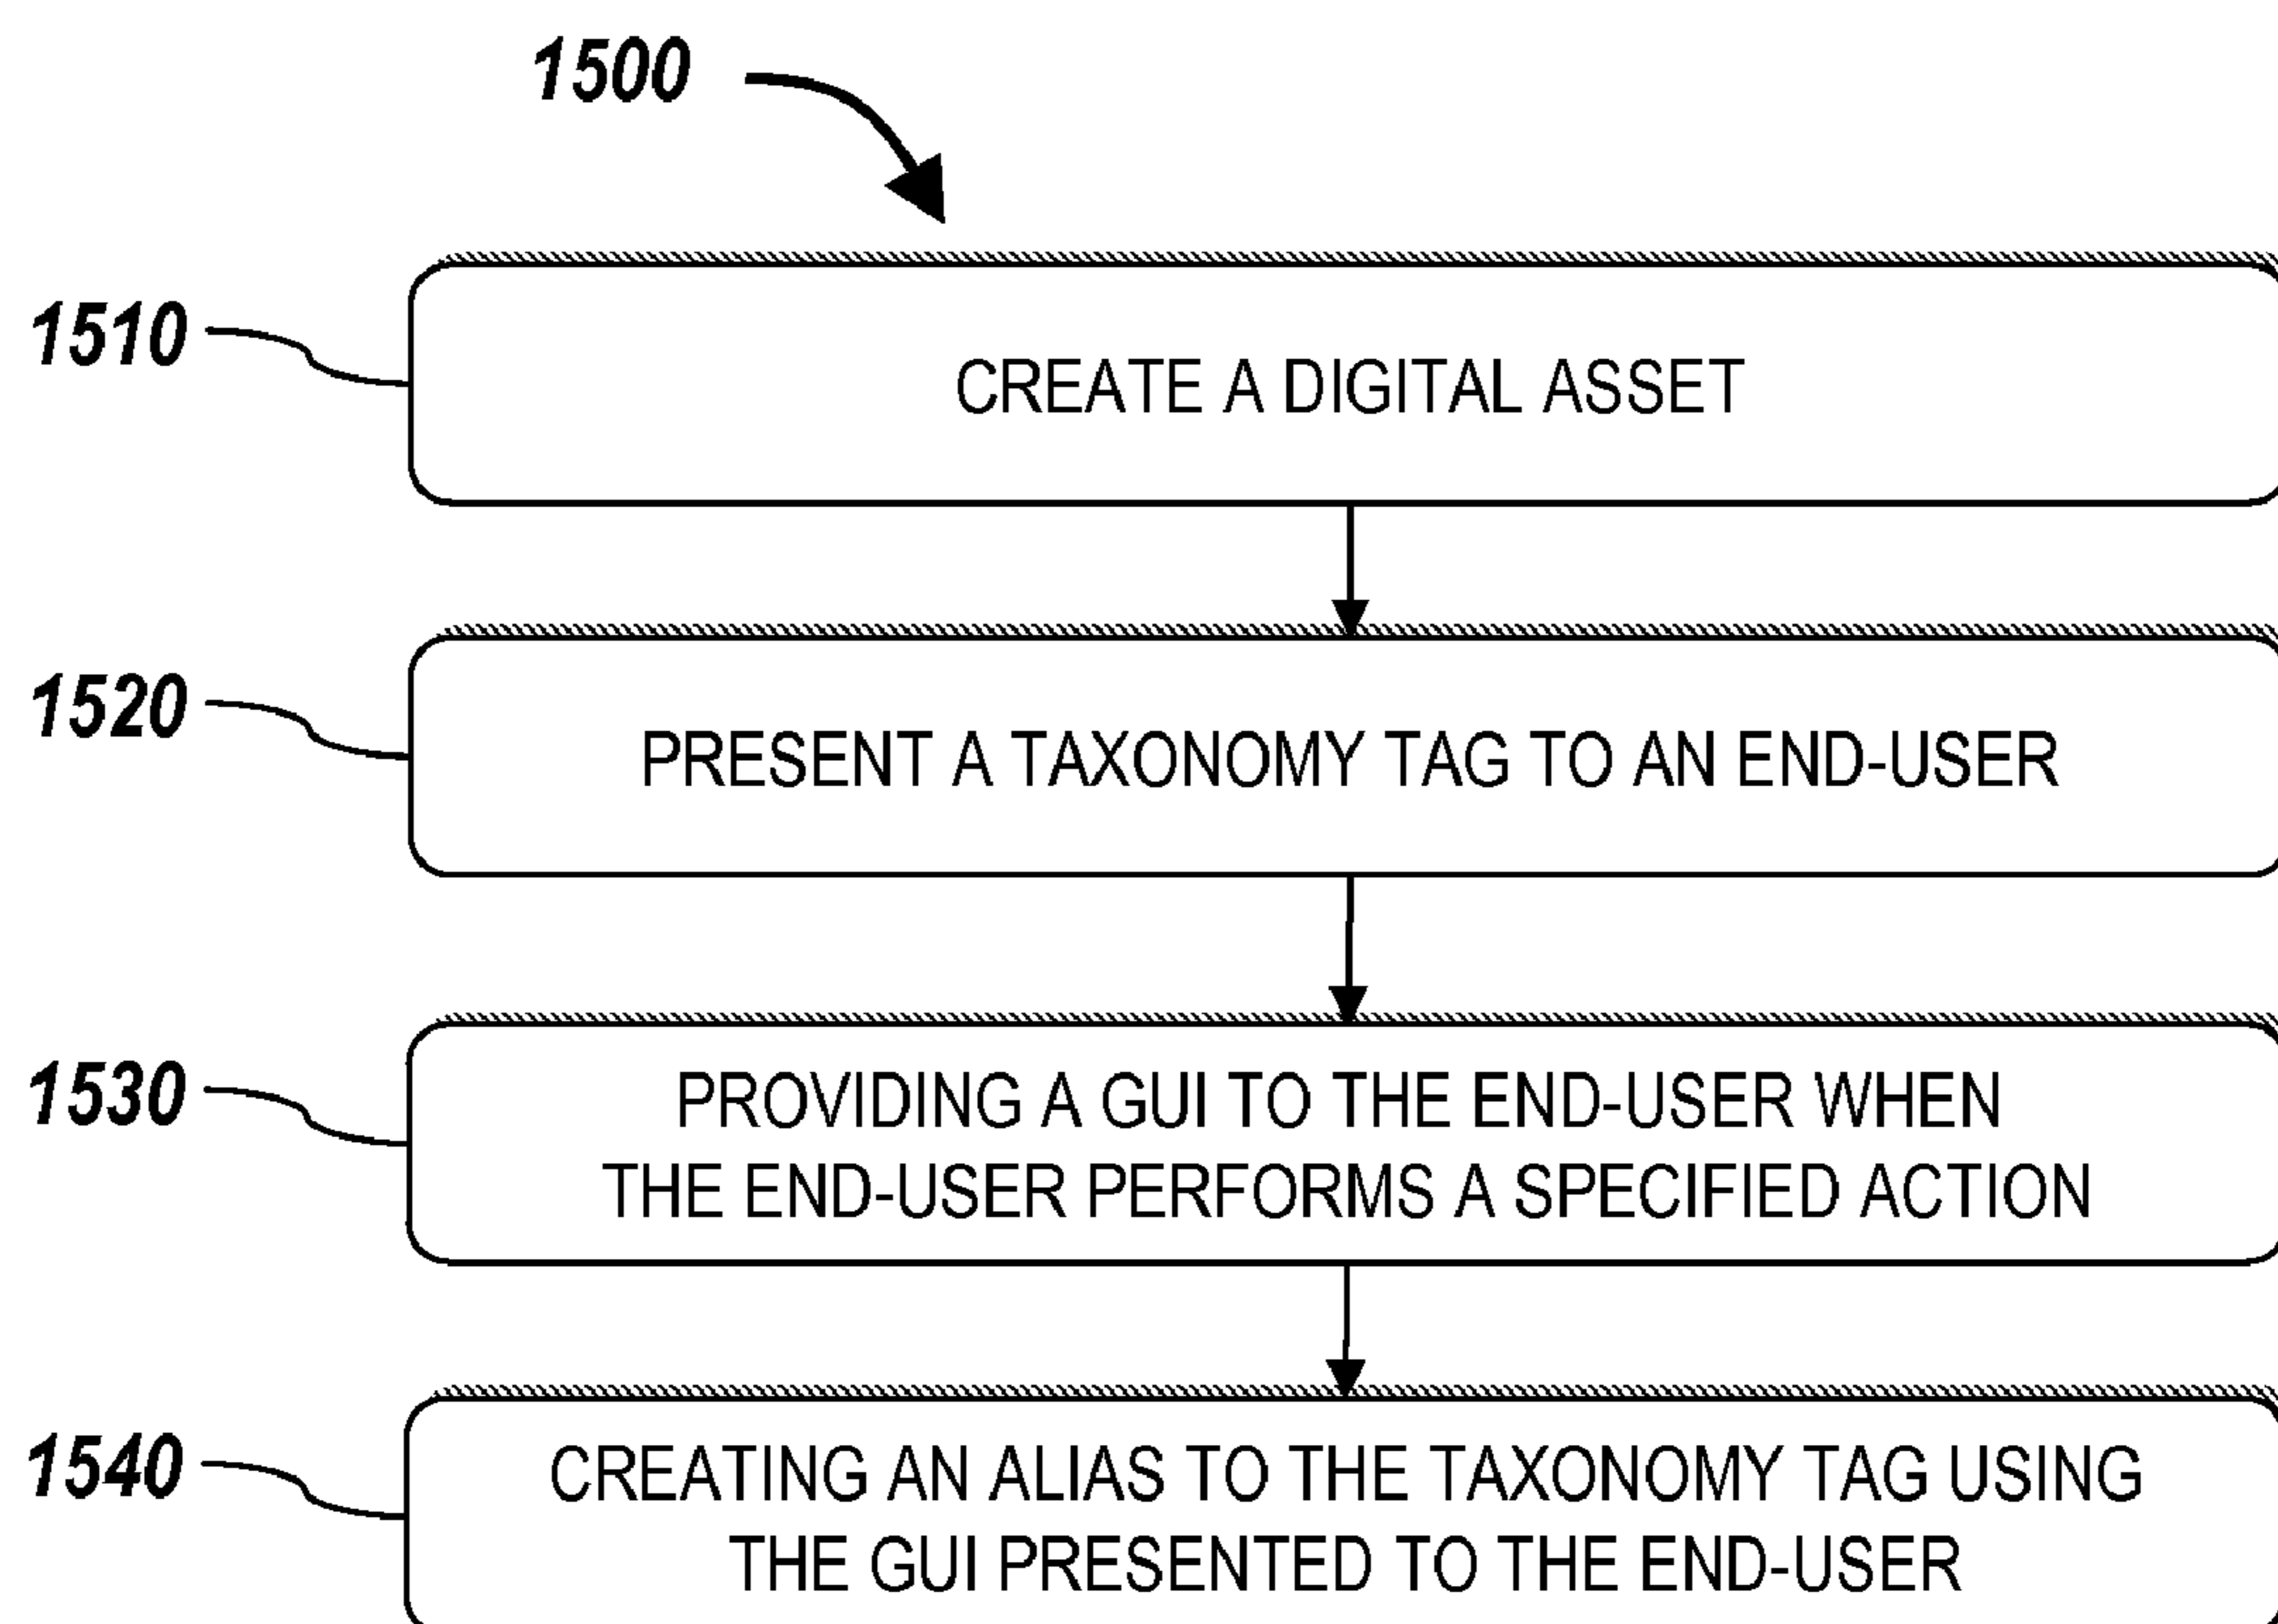 1500
1510
CREATE A DIGITAL ASSET
1520
PRESENT A TAXONOMY TAG TO AN END-USER
1530
PROVIDING A GUI TO THE END-USER WHEN
THE END-USER PERFORMS A SPECIFIED ACTION
1540
CREATING AN ALIAS TO THE TAXONOMY TAG USING
THE GUI PRESENTED TO THE END-USER